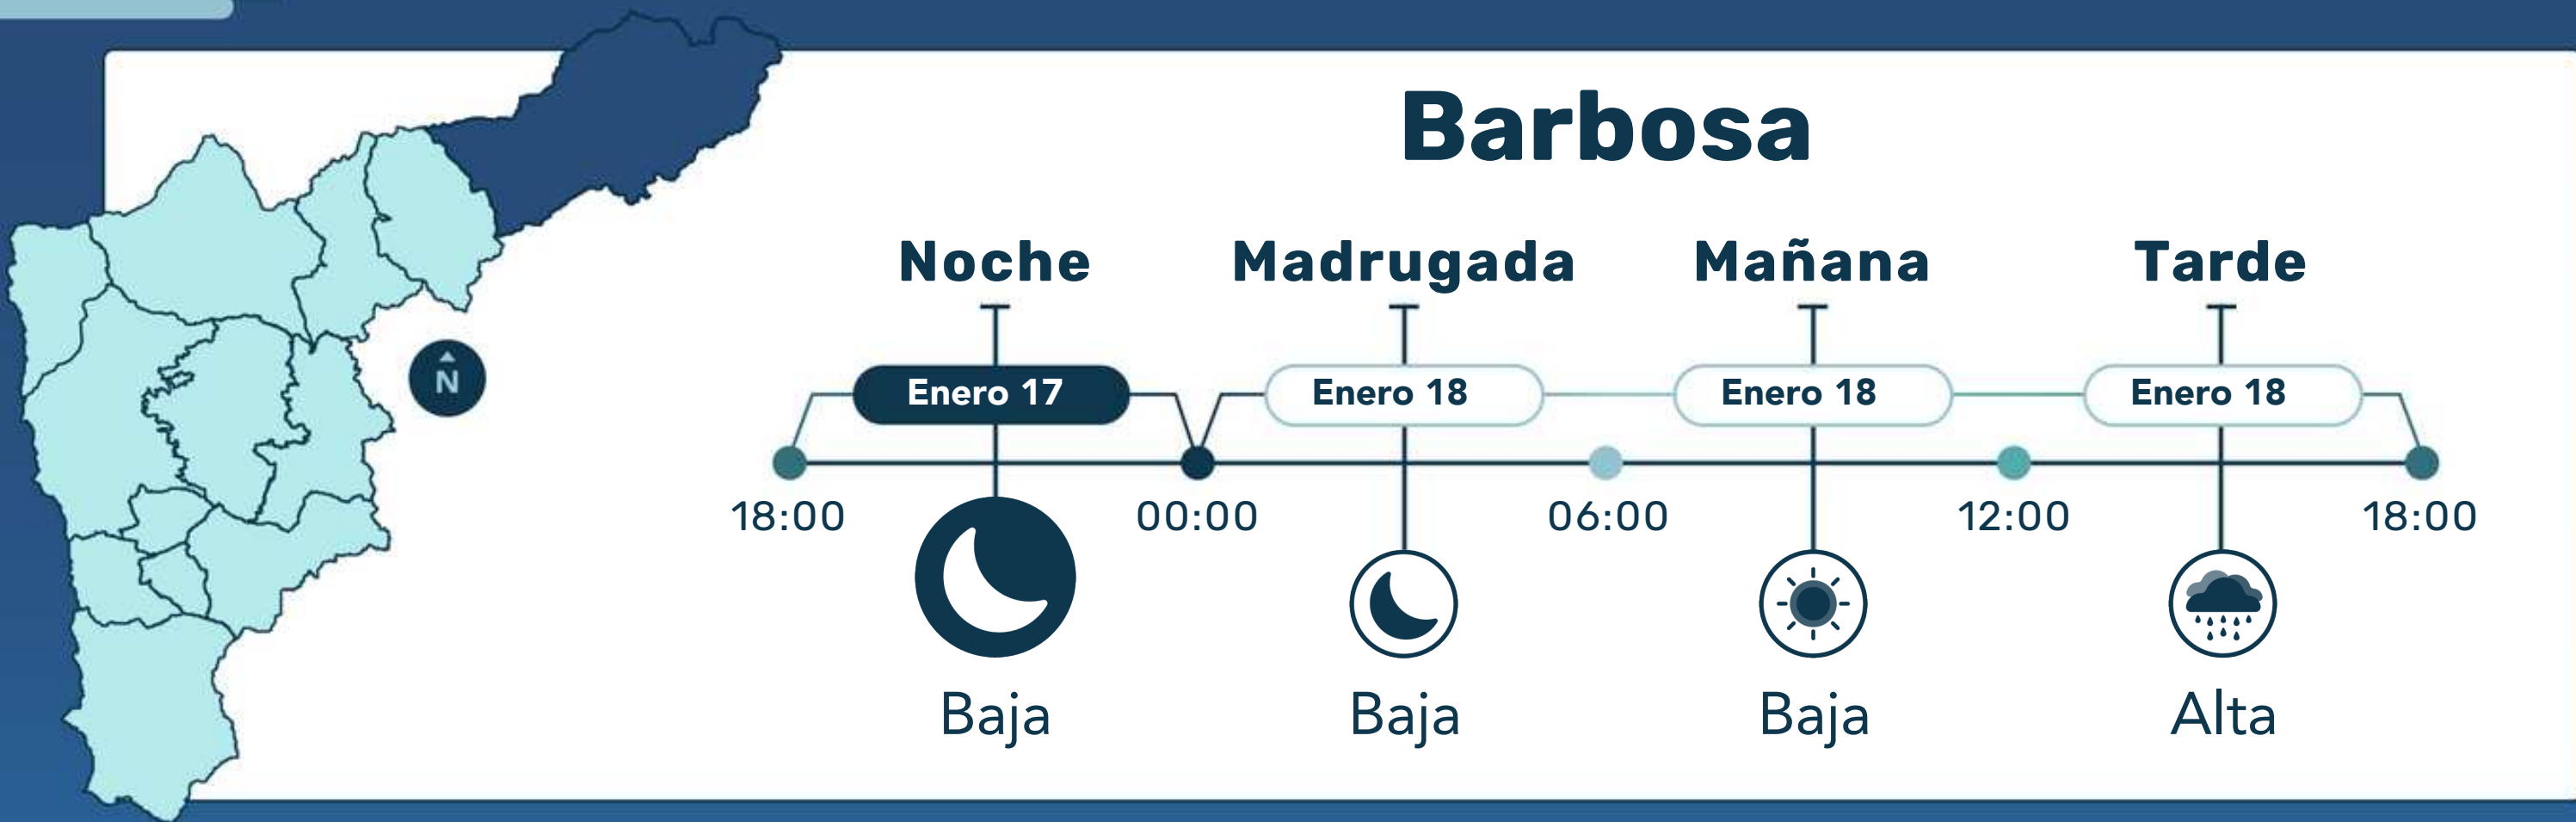 Barbosa
Noche Madrugada Mañana Tarde
N
Enero 17 Enero 18 Enero 18 Enero 18
18:00 00:00 06:00 12:00 18:00
Baja Baja Baja Alta